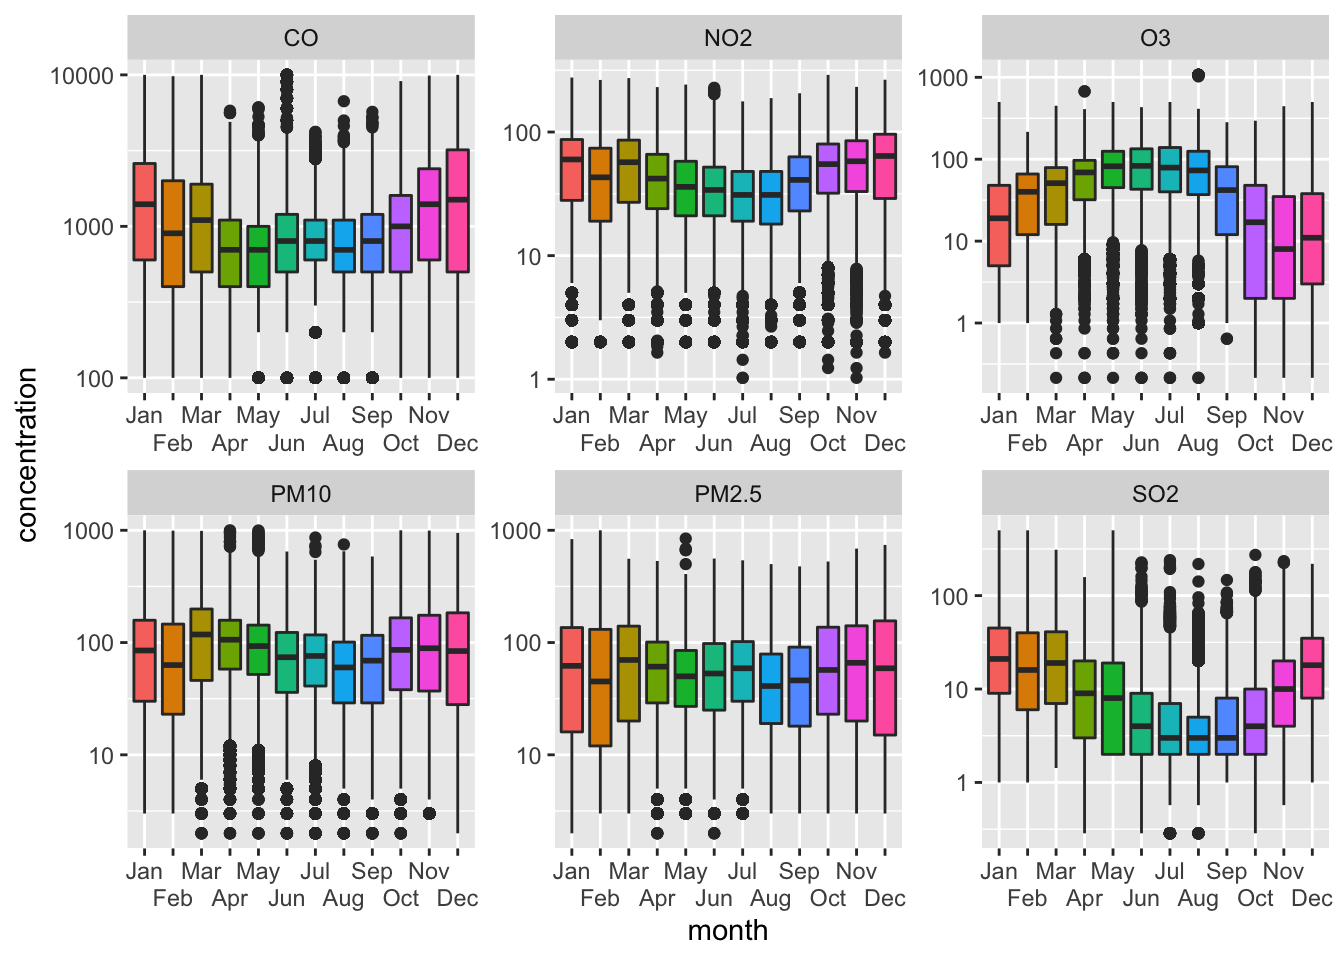 CO
NO2
O3
10000
1000
100
100
10
1
1000
100
10
1
Jan Mar May Jul Sep Nov
Feb Apr Jun Aug Oct Dec
Jan Mar May Jul Sep Nov
Feb Apr Jun Aug Oct Dec
Jan Mar May Jul Sep Nov
Feb Apr Jun Aug Oct Dec
concentration
PM10
PM2.5
SO2
1000
100
10
1000
100
10
100
10
1
Jan Mar May Jul Sep Nov
Feb Apr Jun Aug Oct Dec
Jan Mar May Jul Sep Nov
Feb Apr Jun Aug Oct Dec
Jan Mar May Jul Sep Nov
Feb Apr Jun Aug Oct Dec
month